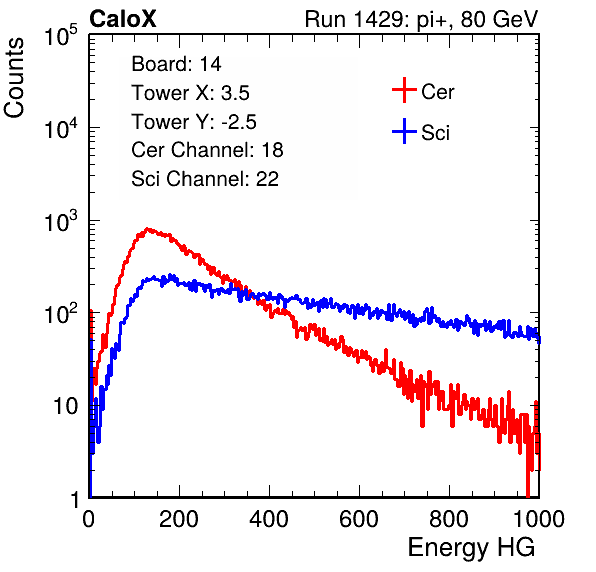 CaloX Run 1429: pi+, 80 GeV
Counts
Board: 14
Tower X: 3.5
Tower Y: -2.5
Cer Channel: 18
Sci Channel: 22
Cer
Sci
10^5
10^4
10^3
10^2
10
1
0 200 400 600 800 1000
Energy HG